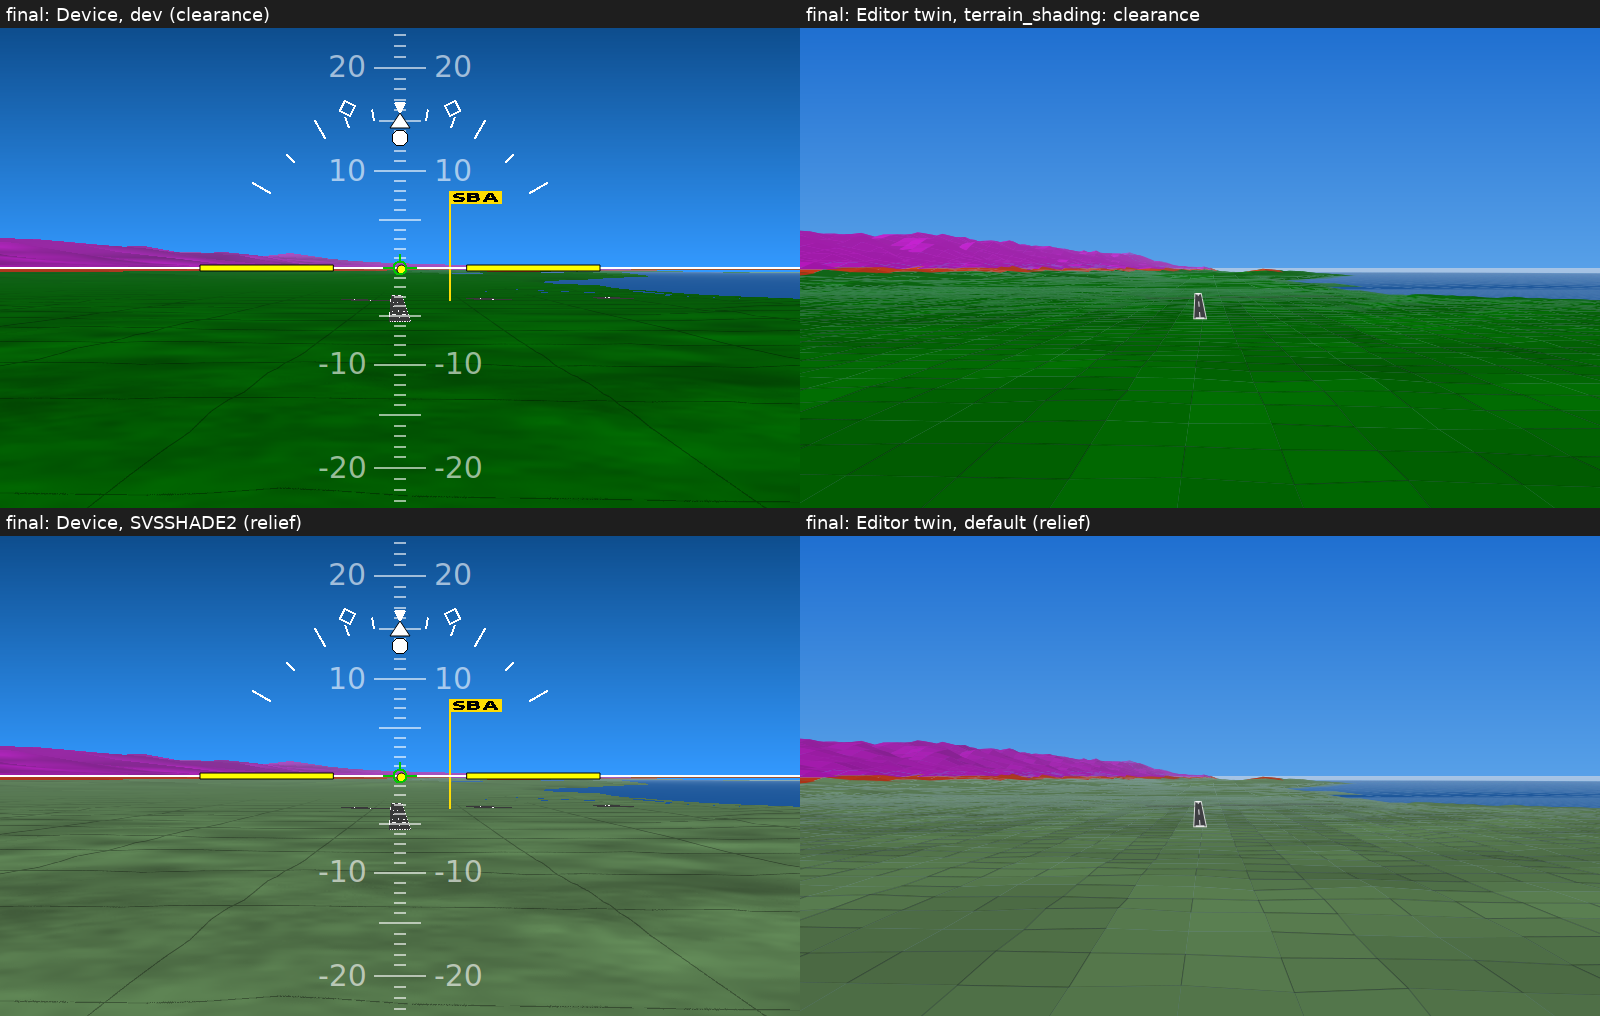 final: Device, dev (clearance)
final: Editor twin, terrain_shading: clearance
20 20
10 10
SBA
-10 -10
-20 -20
final: Device, SVSSHADE2 (relief)
final: Editor twin, default (relief)
20 20
10 10
SBA
-10 -10
-20 -20